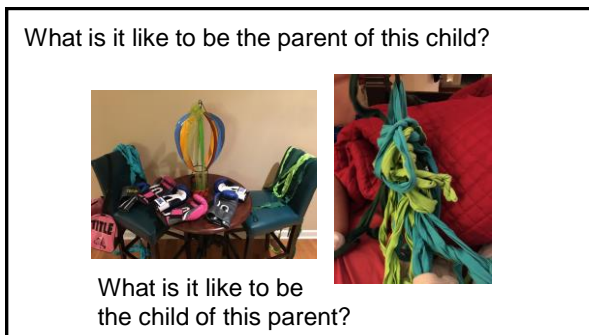 What is it like to be the parent of this child?
TITLE
What is it like to be
the child of this parent?